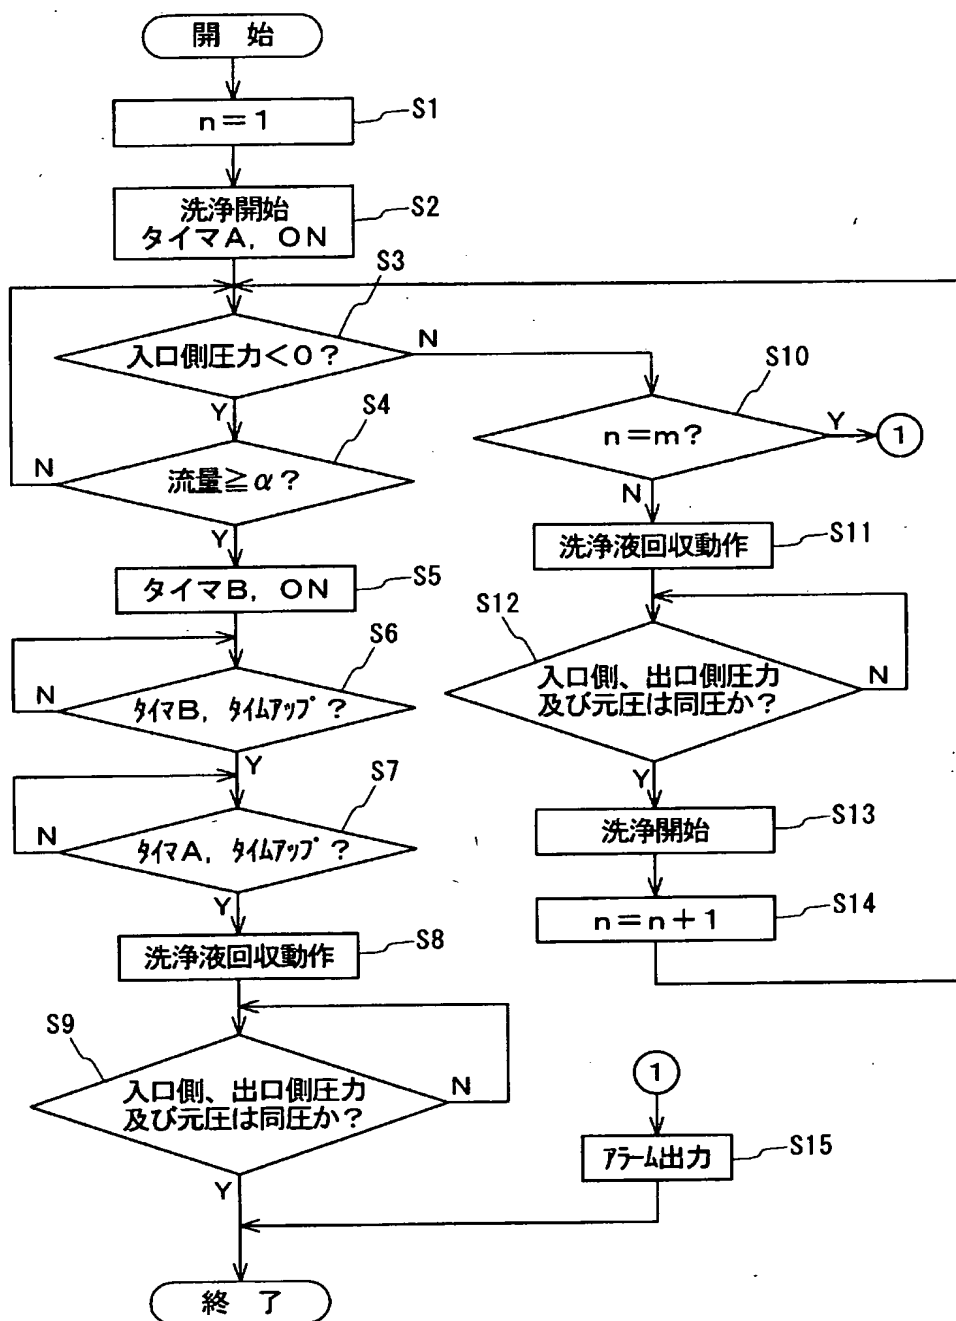 開 始
n=1
S1
洗浄開始
タイマA, ON
S2
S3
入口側圧力<0?
N
Y
S4
流量≧α?
N
Y
タイマB, ON
S5
S6
タイマB, タイムアップ?
N
Y
S7
タイマA, タイムアップ?
N
Y
洗浄液回収動作
S8
S9
入口側、出口側圧力
及び元圧は同圧か?
N
Y
終 了
S10
n=m?
Y
1
N
洗浄液回収動作
S11
S12
入口側、出口側圧力
及び元圧は同圧か?
N
Y
洗浄開始
S13
n=n+1
S14
1
アラーム出力
S15